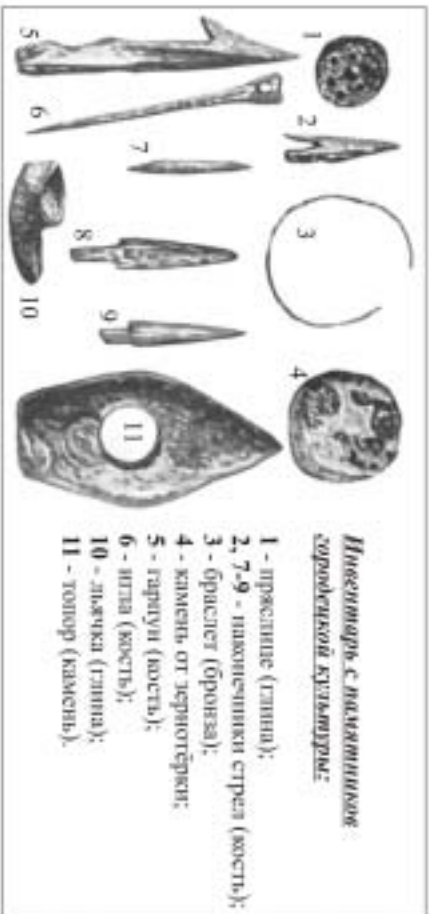 Инвентарь с памятников
городецкой культуры:
1 - пряслице (глина);
2, 7-9 - наконечники стрел (кость);
3 - браслет (бронза);
4 - камень от зернотёрки;
5 - гарпун (кость);
6 - игла (кость);
10 - льячка (глина);
11 - топор (камень).
1
2
3
4
5
6
7
8
9
10
11